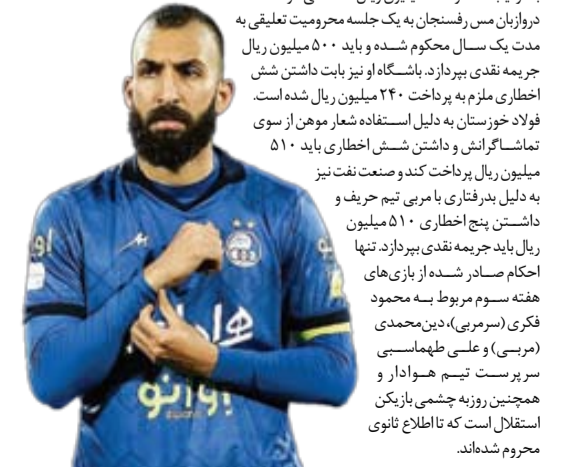 دروازبان مس رفسنجان به یک جلسه محرومیت تعلیقی به
مدت یک سال محکوم شده و باید ۵۰۰ میلیون ریال
جریمه نقدی بپردازد. باشگاه او نیز بابت داشتن شش
اخطاری ملزم به پرداخت ۲۴۰ میلیون ریال شده است.
فولاد خوزستان به دلیل استفاده شعار موهن از سوی
تماشاگرانش و داشتن شش اخطاری باید ۵۱۰
میلیون ریال پرداخت کند و صنعت نفت نیز
به دلیل بدرفتاری با مربی تیم حریف و
داشتن پنج اخطاری ۵۱۰ میلیون
ریال باید جریمه نقدی بپردازد. تنها
احکام صادر شده از بازی‌های
هفته سوم مربوط به محمود
فکری (سرمربی)، دین‌محمدی
(مربی) و علی طهماسبی
سرپرست تیم هوادار و
همچنین روزبه چشمی بازیکن
استقلال است که تا اطلاع ثانوی
محروم شده‌اند.